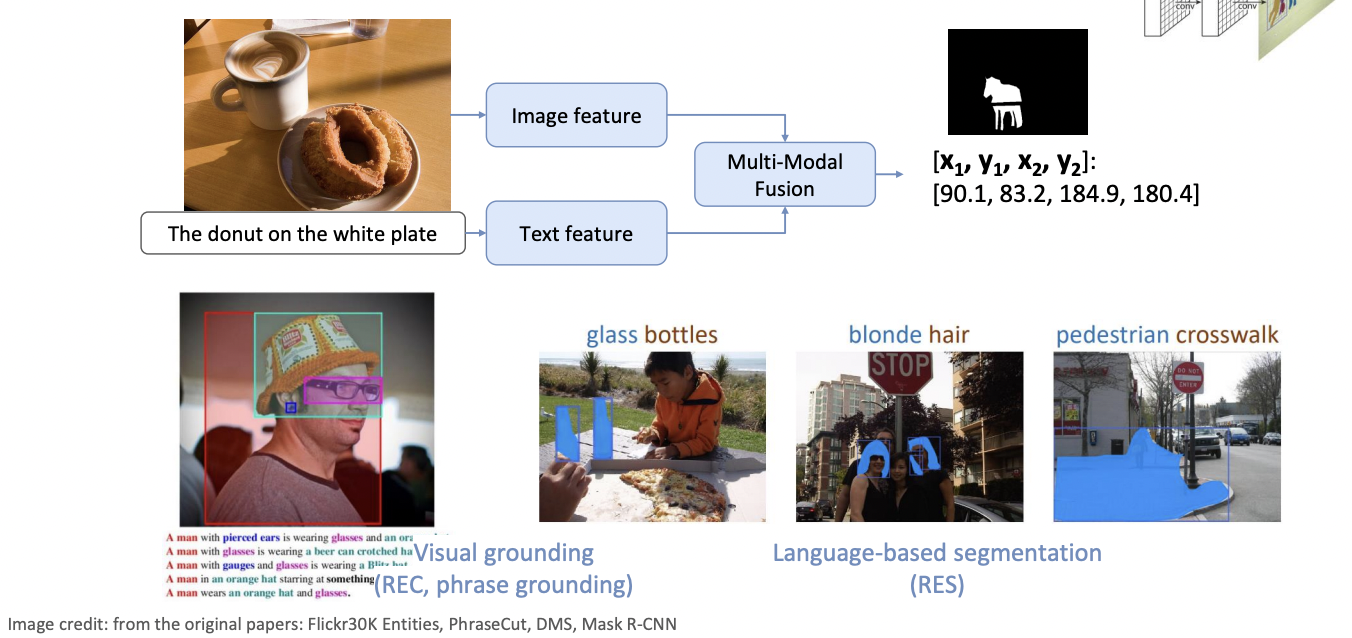 conv
conv
Image feature
Multi-Modal
Fusion
[x1, y1, x2, y2]:
[90.1, 83.2, 184.9, 180.4]
The donut on the white plate
Text feature
glass bottles
blonde hair
pedestrian crosswalk
STOP
DO NOT
ENTER
A man with pierced ears is wearing glasses and an ora
A man with glasses is wearing a beer can crotched ha
A man with gauges and glasses is wearing a Blitz hat
A man in an orange hat starring at something
A man wears an orange hat and glasses.
Visual grounding
(REC, phrase grounding)
Language-based segmentation
(RES)
Image credit: from the original papers: Flickr30K Entities, PhraseCut, DMS, Mask R-CNN